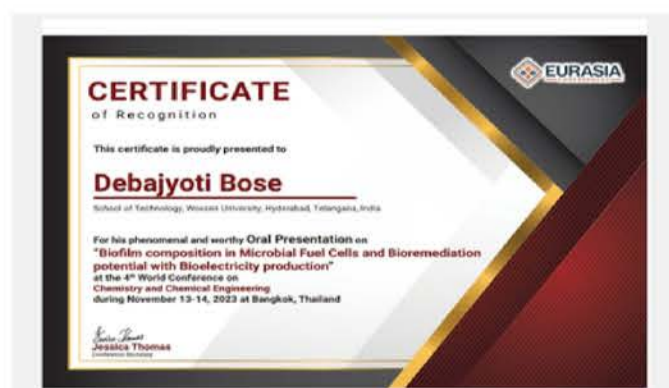 CERTIFICATE
of Recognition
EURASIA
CONFERENCES
This certificate is proudly presented to
Debajyoti Bose
School of Technology, Woxsen University, Hyderabad, Telangana, India
For his phenomenal and worthy Oral Presentation on
"Biofilm composition in Microbial Fuel Cells and Bioremediation
potential with Bioelectricity production"
at the 4th World Conference on
Chemistry and Chemical Engineering
during November 13-14, 2023 at Bangkok, Thailand
Jessica Thomas
Conference Secretary